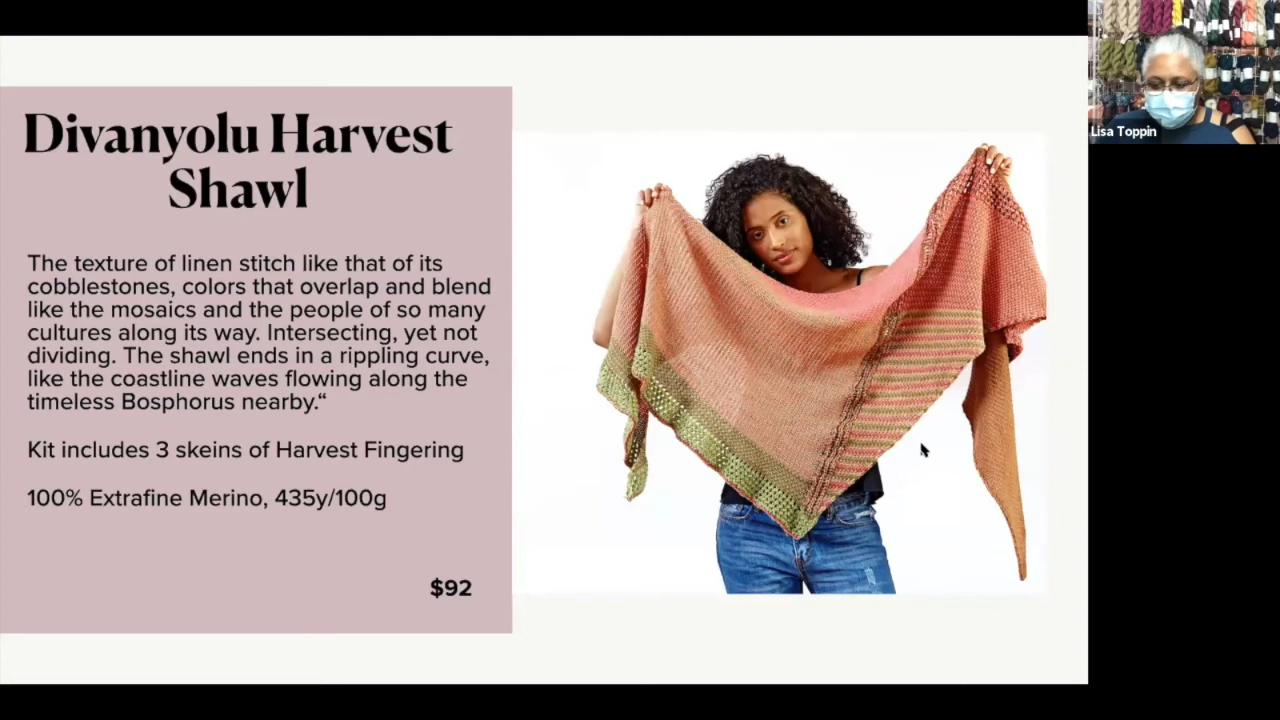 Divanyolu Harvest
Shawl
The texture of linen stitch like that of its
cobblestones, colors that overlap and blend
like the mosaics and the people of so many
cultures along its way. Intersecting, yet not
dividing. The shawl ends in a rippling curve,
like the coastline waves flowing along the
timeless Bosphorus nearby.“
Kit includes 3 skeins of Harvest Fingering
100% Extrafine Merino, 435y/100g
$92
Lisa Toppin